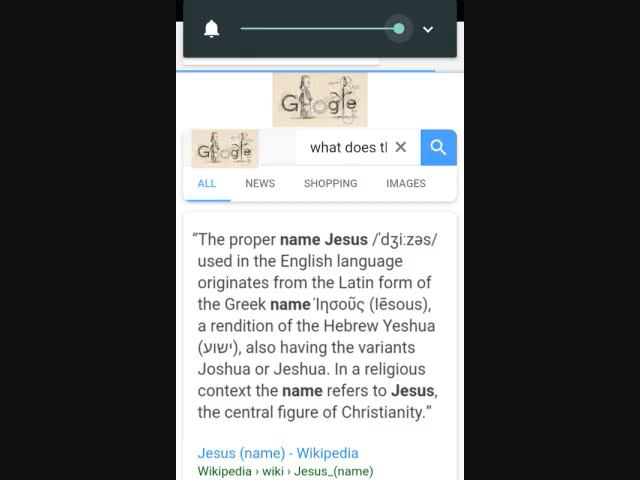 Google
Google
what does tl
ALL NEWS SHOPPING IMAGES
“The proper name Jesus /ˈdʒiːzəs/
used in the English language
originates from the Latin form of
the Greek name Ἰησοῦς (Iēsous),
a rendition of the Hebrew Yeshua
(ישוע), also having the variants
Joshua or Jeshua. In a religious
context the name refers to Jesus,
the central figure of Christianity.”
Jesus (name) - Wikipedia
Wikipedia › wiki › Jesus_(name)